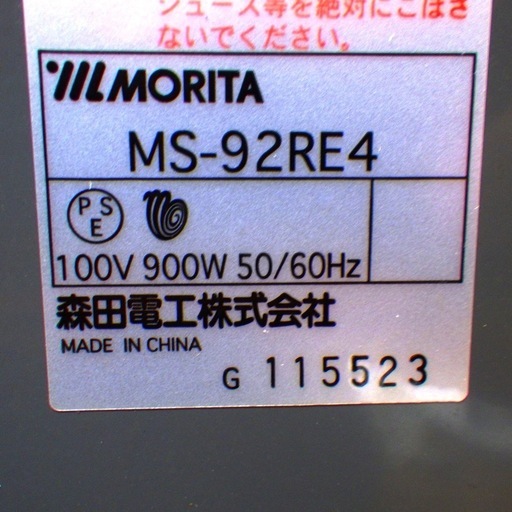 ジュース等を絶対にこぼさ
ないでください。
MORITA
MS-92RE4
PSE
100V 900W 50/60Hz
森田電工株式会社
MADE IN CHINA
G 115523